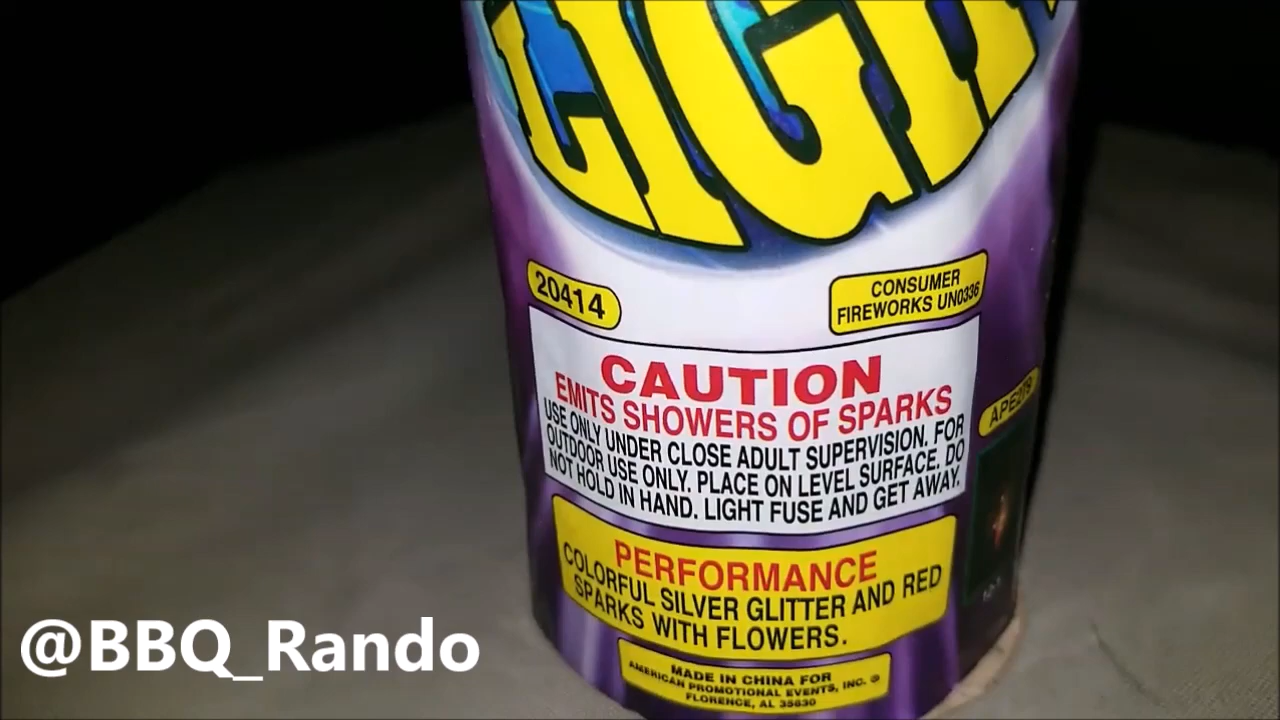 LIGH
20414
CONSUMER
FIREWORKS UN0336
CAUTION
EMITS SHOWERS OF SPARKS
USE ONLY UNDER CLOSE ADULT SUPERVISION. FOR
OUTDOOR USE ONLY. PLACE ON LEVEL SURFACE. DO
NOT HOLD IN HAND. LIGHT FUSE AND GET AWAY.
PERFORMANCE
COLORFUL SILVER GLITTER AND RED
SPARKS WITH FLOWERS.
MADE IN CHINA FOR
AMERICAN PROMOTIONAL EVENTS, INC. ®
FLORENCE, AL 35630
@BBQ_Rando